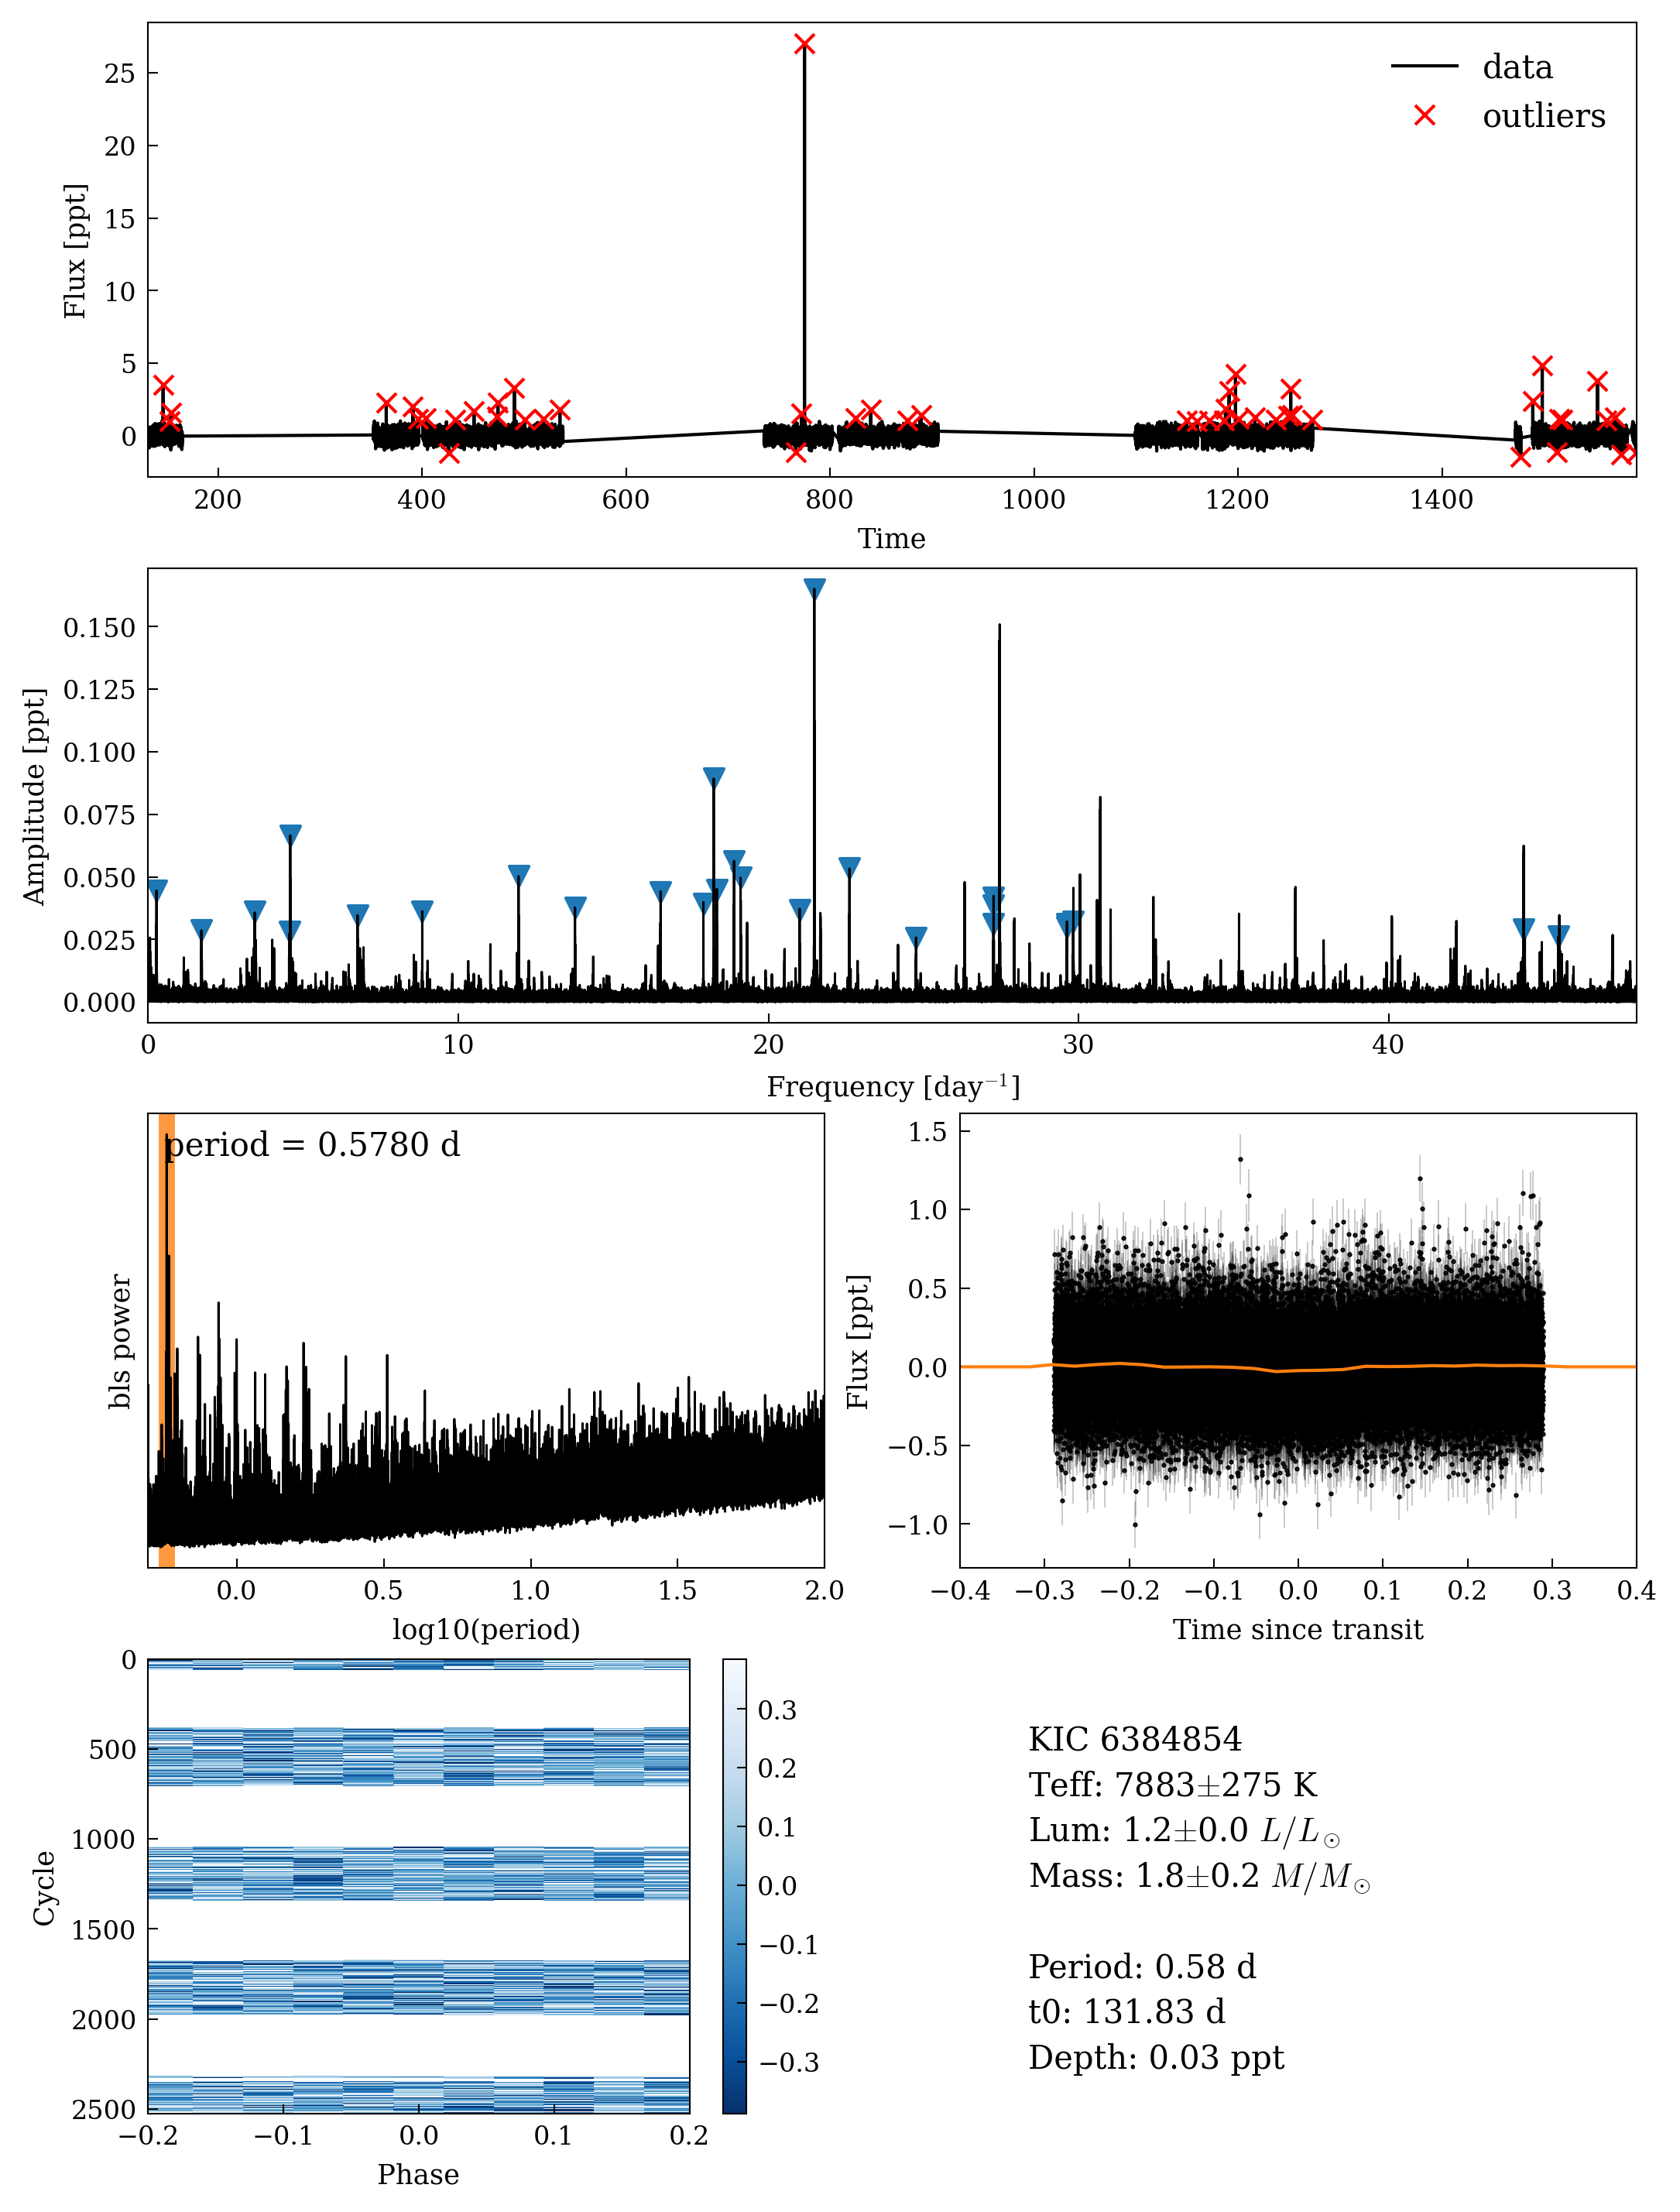 data
outliers
25
20
15
10
5
0
Flux [ppt]
200 400 600 800 1000 1200 1400
Time
0.150
0.125
0.100
0.075
0.050
0.025
0.000
Amplitude [ppt]
0 10 20 30 40
Frequency [day⁻¹]
period = 0.5780 d
bls power
0.0 0.5 1.0 1.5 2.0
log10(period)
1.5
1.0
0.5
0.0
−0.5
−1.0
Flux [ppt]
−0.4 −0.3 −0.2 −0.1 0.0 0.1 0.2 0.3 0.4
Time since transit
0
500
1000
1500
2000
2500
Cycle
−0.2 −0.1 0.0 0.1 0.2
Phase
0.3
0.2
0.1
0.0
−0.1
−0.2
−0.3
KIC 6384854
Teff: 7883±275 K
Lum: 1.2±0.0 L/L⊙
Mass: 1.8±0.2 M/M⊙
Period: 0.58 d
t0: 131.83 d
Depth: 0.03 ppt